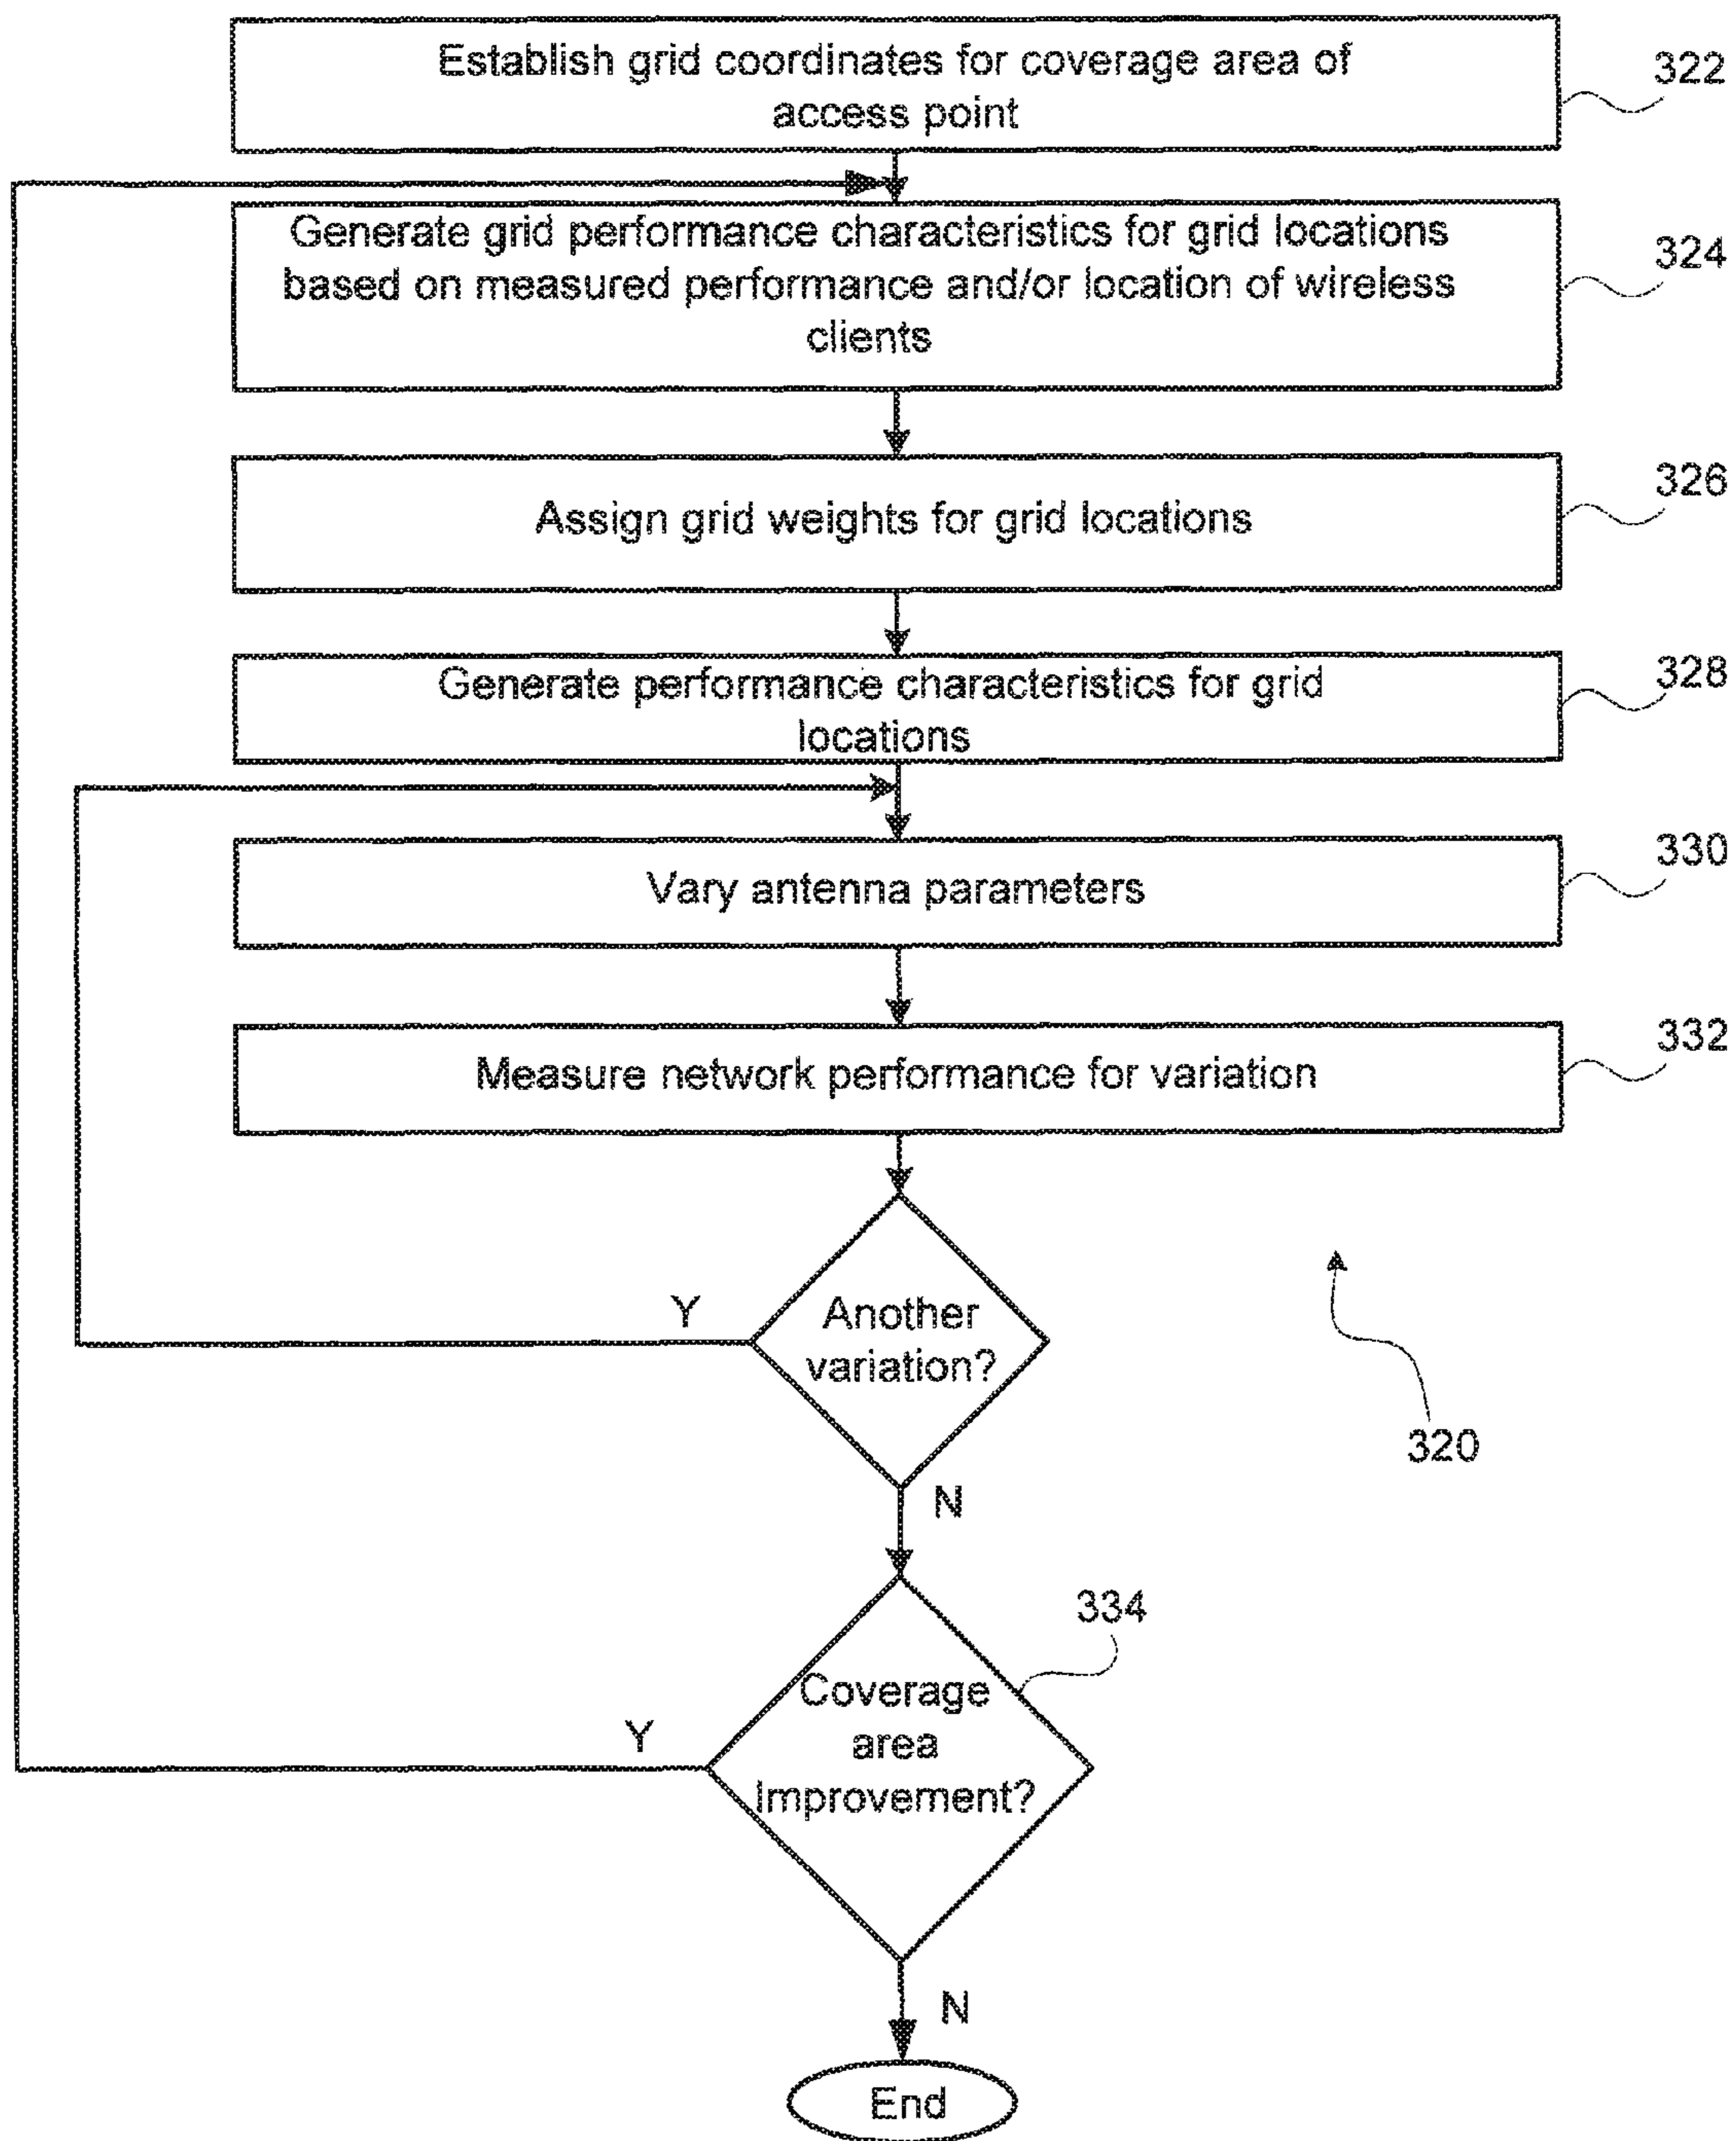 Establish grid coordinates for coverage area of
access point
322
Generate grid performance characteristics for grid locations
based on measured performance and/or location of wireless
clients
324
Assign grid weights for grid locations
326
Generate performance characteristics for grid
locations
328
Vary antenna parameters
330
Measure network performance for variation
332
Another
variation?
Y
N
320
Coverage
area
Improvement?
334
Y
N
End